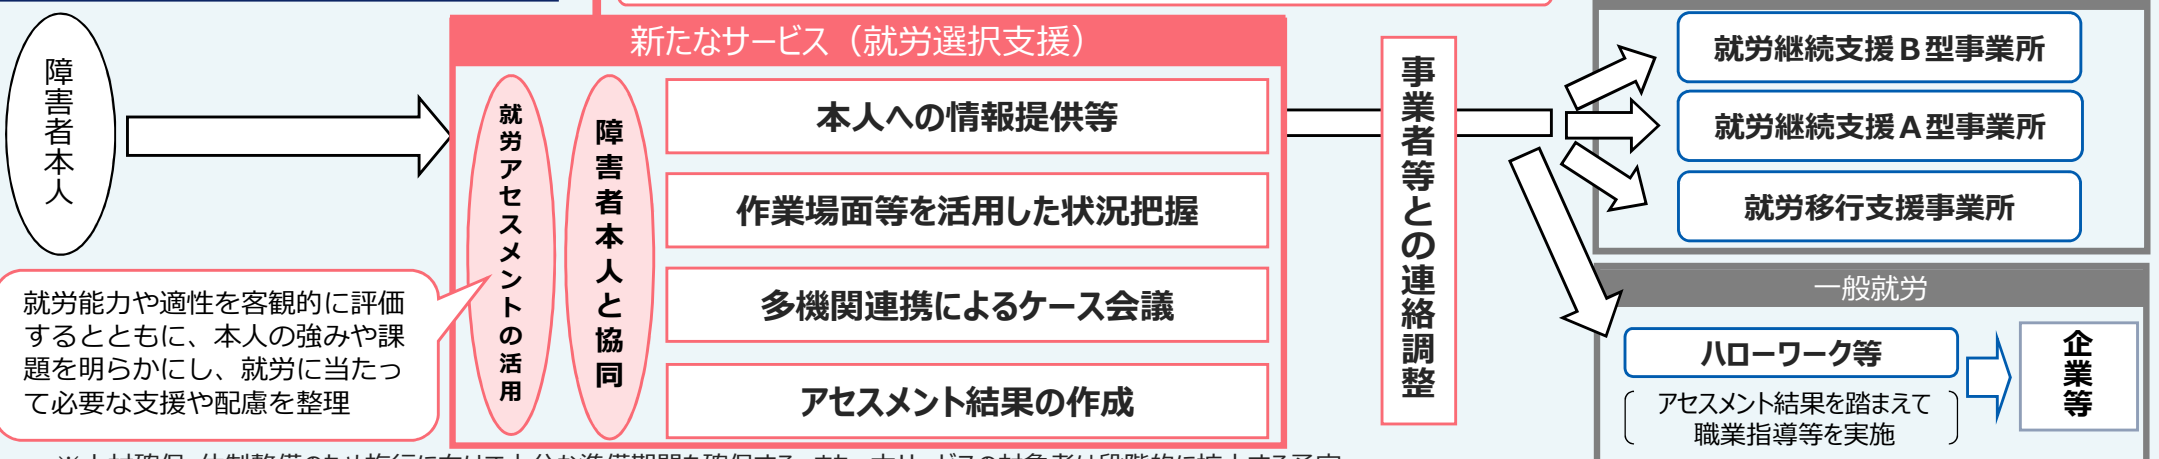 障害者本人
新たなサービス（就労選択支援）
就労アセスメントの活用
障害者本人と協同
本人への情報提供等
作業場面等を活用した状況把握
多機関連携によるケース会議
アセスメント結果の作成
就労能力や適性を客観的に評価
するとともに、本人の強みや課
題を明らかにし、就労に当たっ
て必要な支援や配慮を整理
事業者等との連絡調整
就労継続支援Ｂ型事業所
就労継続支援Ａ型事業所
就労移行支援事業所
一般就労
ハローワーク等
アセスメント結果を踏まえて
職業指導等を実施
企業等